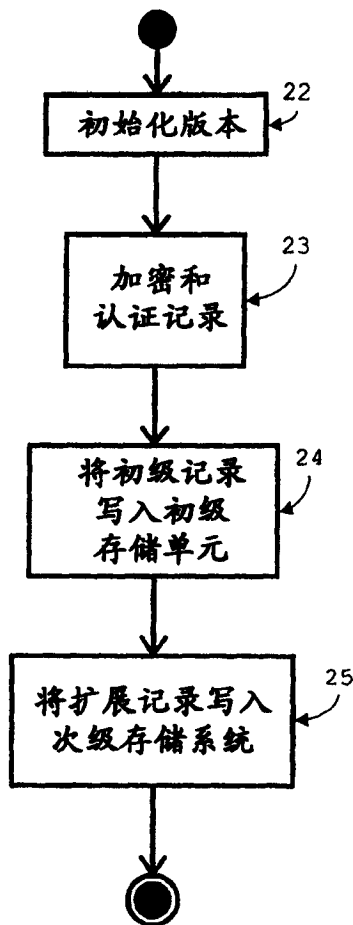 22
初始化版本
23
加密和
认证记录
24
将初级记录
写入初级
存储单元
25
将扩展记录写入
次级存储系统